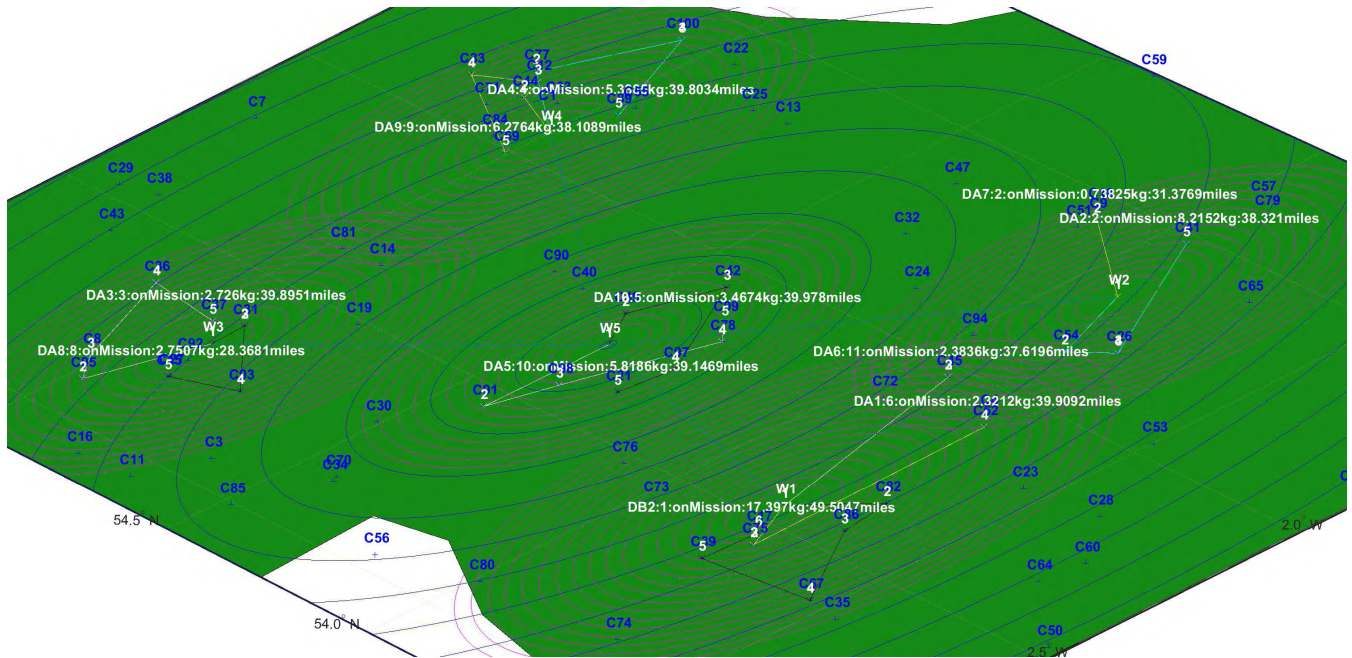 C100
C22
C59
C7
C25
C13
DA4:4:onMission:5.3666kg:39.8034miles
W4
DA9:9:onMission:6.2764kg:38.1089miles
C29
C38
C43
C47
C57
C79
DA7:2:onMission:0.73825kg:31.3769miles
DA2:2:onMission:8.2152kg:38.321miles
C32
C81
C14
C90
C40
C24
C65
DA3:3:onMission:2.726kg:39.8951miles
C19
DA10:5:onMission:3.4674kg:39.978miles
W2
W3
W5
C94
C54
DA8:8:onMission:2.7507kg:28.3681miles
DA5:10:onMission:5.8186kg:39.1469miles
DA6:11:onMission:2.3836kg:37.6196miles
C72
DA1:6:onMission:2.3212kg:39.9092miles
C30
C16
C3
C11
C76
C53
C70
C34
C85
C73
W1
C23
C28
DB2:1:onMission:17.397kg:49.5047miles
54.5° N
2.0° W
C56
C80
C64
C60
C35
54.0° N
C74
C50
2.5° W